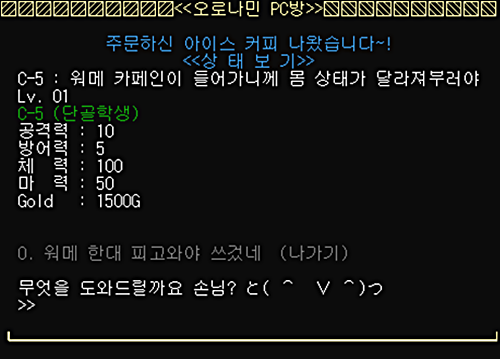 ▨▨▨▨▨▨▨▨▨▨<<오로나민 PC방>>▨▨▨▨▨▨▨▨▨▨
주문하신 아이스 커피 나왔습니다~!
<<상 태 보 기>>
C-5 : 워메 카페인이 들어가니께 몸 상태가 달라져부러야
Lv. 01
C-5 (단골학생)
공격력 : 10
방어력 : 5
체  력 : 100
마  력 : 50
Gold  : 1500G
0. 워메 한대 피고와야 쓰겄네  (나가기)
무엇을 도와드릴까요 손님? と( ^  ∨ ^)つ
>>